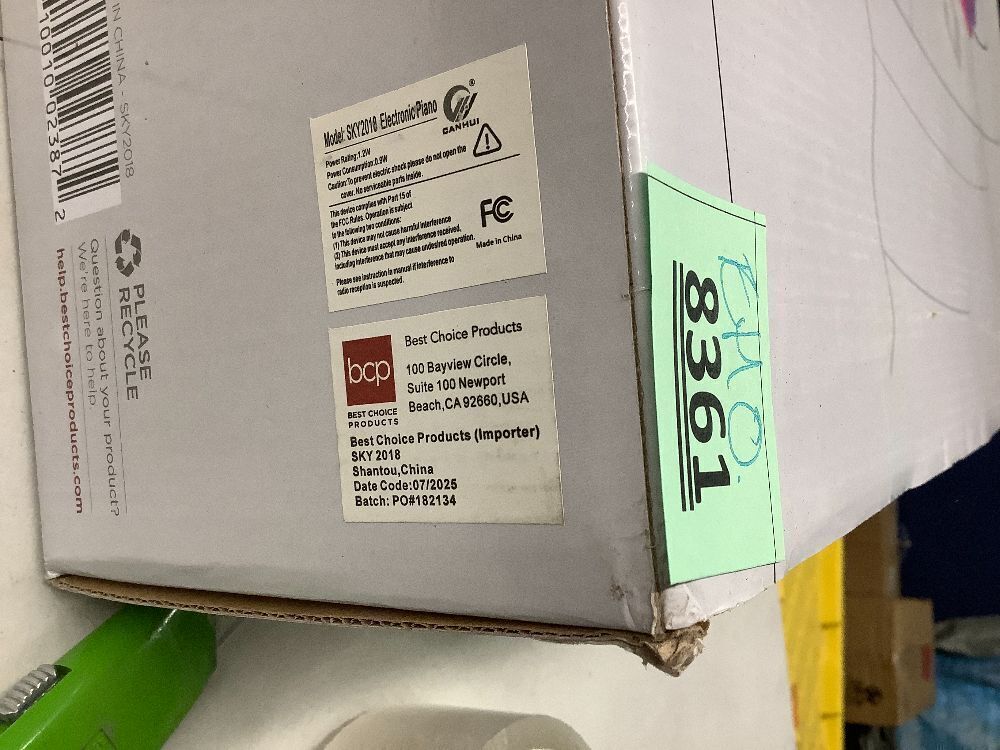 IN CHINA - SKY2018
10010102387 2
PLEASE
RECYCLE
Question about your product?
We're here to help
help.bestchoiceproducts.com
Model: SKY2018 Electronic Piano
CANHUI
®
Power Rating:1.2W
Power Consumption:0.9W
Caution:To prevent electric shock please do not open the
cover. No serviceable parts inside.
This device complies with Part 15 of
the FCC Rules. Operation is subject
to the following two conditions:
(1) This device may not cause harmful interference
(2) This device must accept any interference received,
including interference that may cause undesired operation.
FC
Made in China
Please see instruction in manual if interference to
radio reception is suspected.
bcp
BEST CHOICE
PRODUCTS
Best Choice Products
100 Bayview Circle,
Suite 100 Newport
Beach,CA 92660,USA
Best Choice Products (Importer)
SKY 2018
Shantou,China
Date Code:07/2025
Batch: PO#182134
8361